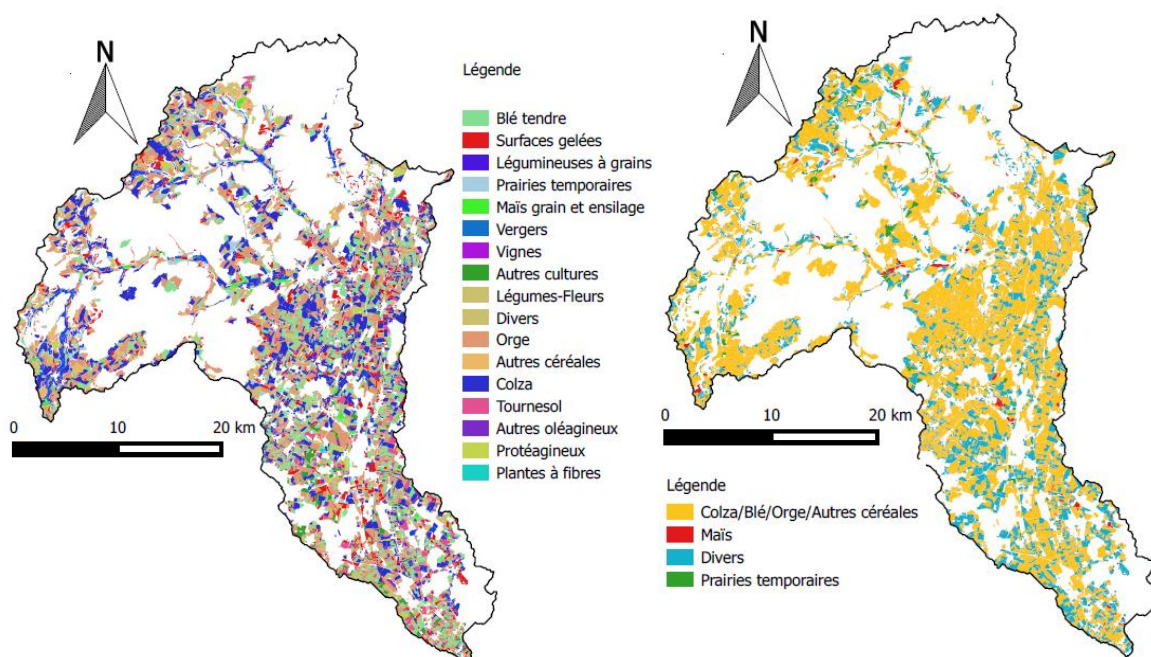 N
Légende
Blé tendre
Surfaces gelées
Légumineuses à grains
Prairies temporaires
Maïs grain et ensilage
Vergers
Vignes
Autres cultures
Légumes-Fleurs
Divers
Orge
Autres céréales
Colza
Tournesol
Autres oléagineux
Protéagineux
Plantes à fibres
0 10 20 km
N
0 10 20 km
Légende
Colza/Blé/Orge/Autres céréales
Maïs
Divers
Prairies temporaires